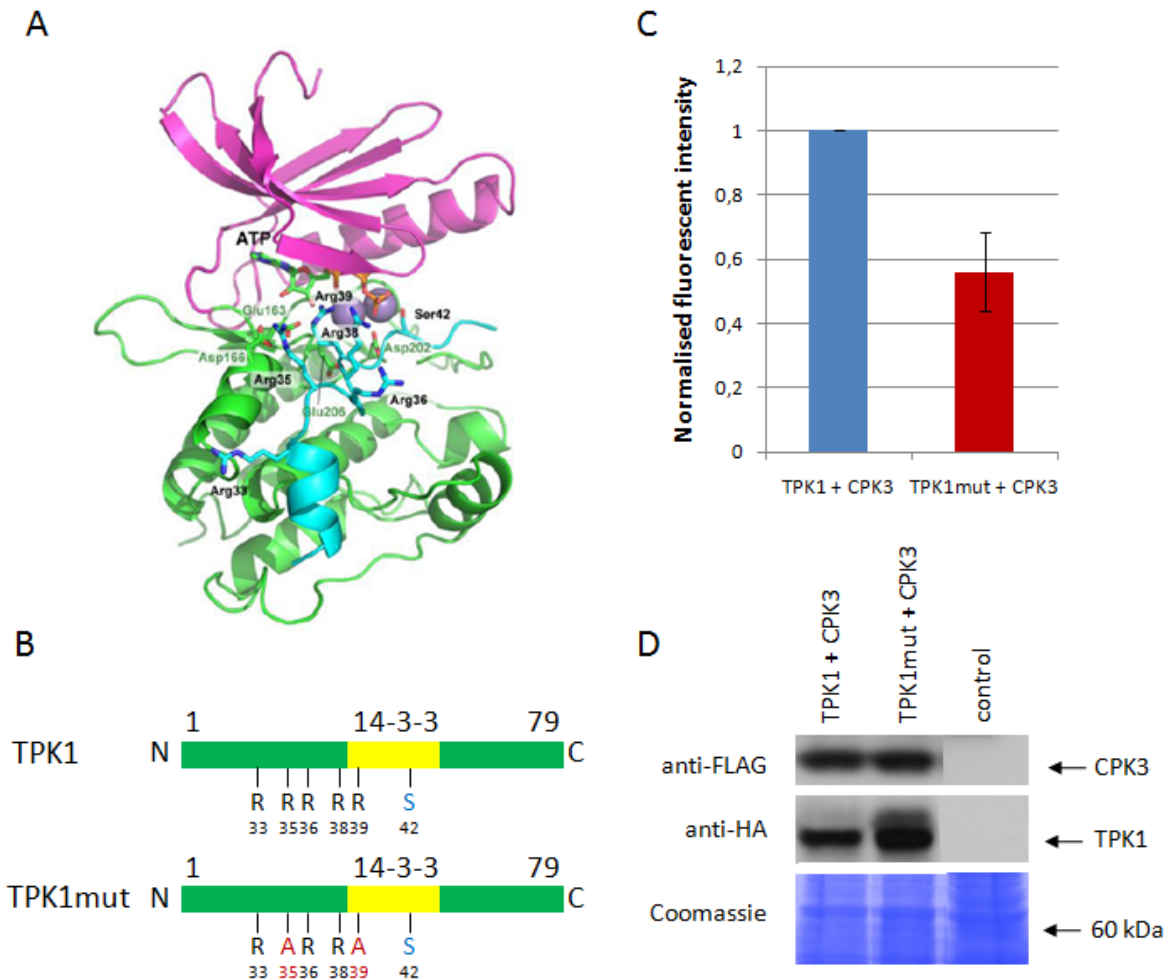 A
ATP
Arg39
Glu163
Ser42
Arg38
Asp166
Asp202
Arg35
Glu206
Arg36
Arg33
B
1 14-3-3 79
TPK1 N C
R R R R R S
33 35 36 38 39 42
1 14-3-3 79
TPK1mut N C
R A R R A S
33 35 36 38 39 42
C
Normalised fluorescent intensity
1,2
1
0,8
0,6
0,4
0,2
0
TPK1 + CPK3 TPK1mut + CPK3
D
TPK1 + CPK3
TPK1mut + CPK3
control
anti-FLAG CPK3
anti-HA TPK1
Coomassie 60 kDa